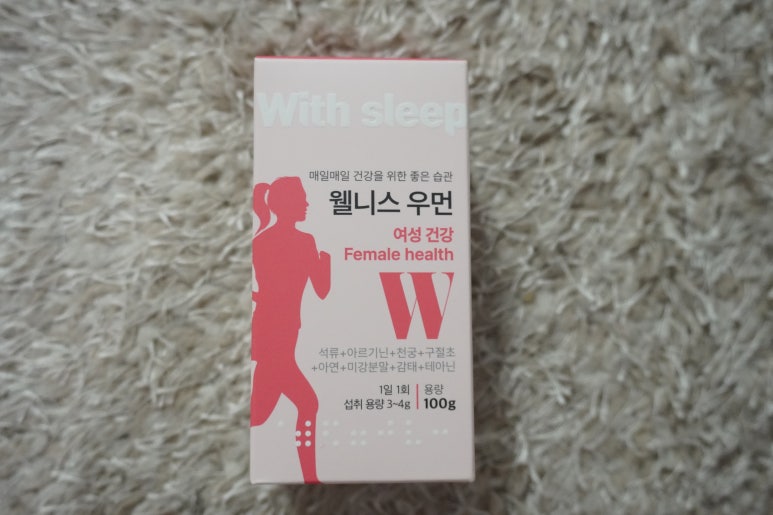 With sleep
매일매일 건강을 위한 좋은 습관
웰니스 우먼
여성 건강
Female health
W
석류+아르기닌+천궁+구절초
+아연+미강분말+감태+테아닌
1일 1회
섭취 용량 3~4g
용량
100g